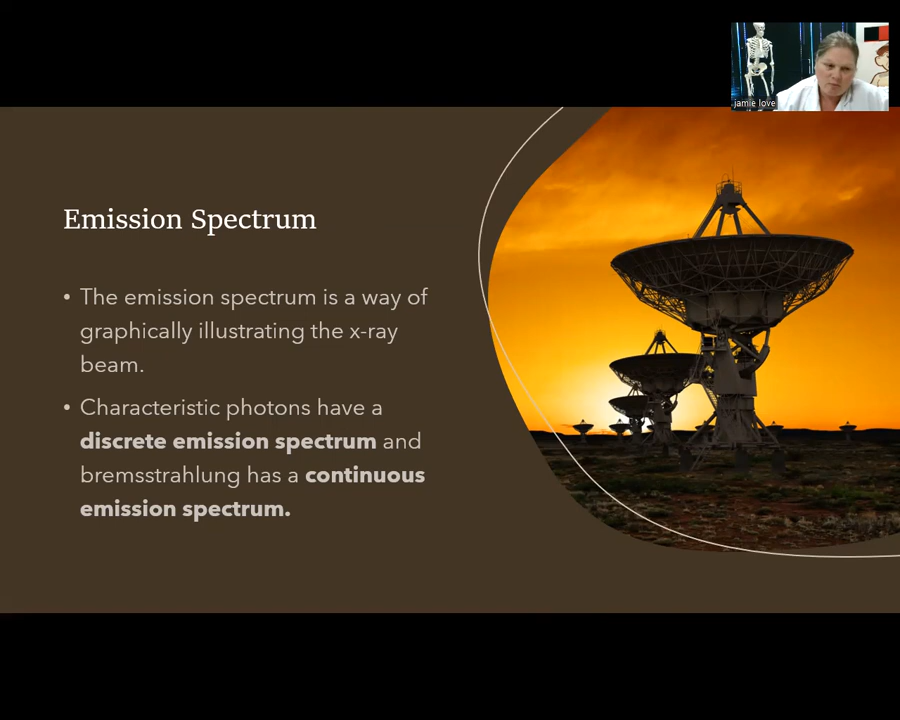 jamie love
Emission Spectrum
• The emission spectrum is a way of
graphically illustrating the x-ray
beam.
• Characteristic photons have a
discrete emission spectrum and
bremsstrahlung has a continuous
emission spectrum.